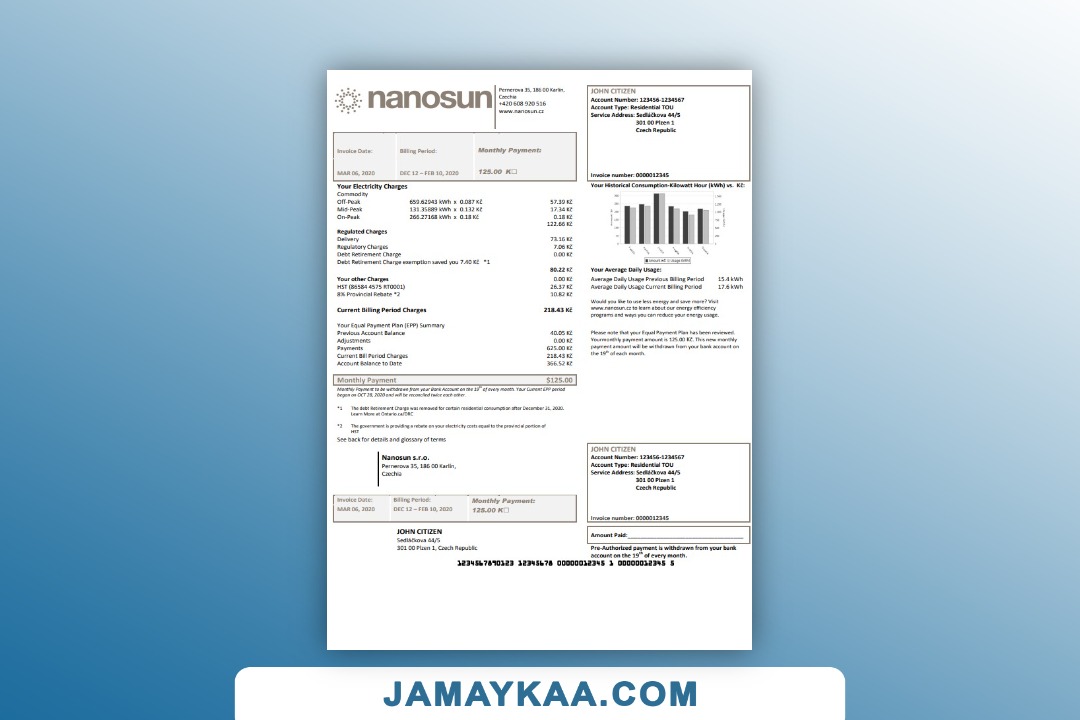 nanosun
Pernerova 35, 186 00 Karlín,
Czechia
+420 608 920 516
www.nanosun.cz
JOHN CITIZEN
Account Number: 123456-1234567
Account Type: Residential TOU
Service Address: Sedláčkova 44/5
301 00 Plzen 1
Czech Republic
Invoice number: 0000012345
Invoice Date: Billing Period: Monthly Payment:
MAR 06, 2020 DEC 12 – FEB 10, 2020 125.00 K□
Your Electricity Charges
Commodity
Off-Peak 659.62943 kWh x 0.087 Kč 57.39 Kč
Mid-Peak 131.35889 kWh x 0.132 Kč 17.34 Kč
On-Peak 266.27168 kWh x 0.18 Kč 0.18 Kč
122.66 Kč
Regulated Charges
Delivery 73.16 Kč
Regulatory Charges 7.06 Kč
Debt Retirement Charge 0.00 Kč
Debt Retirement Charge exemption saved you 7.40 Kč *1
80.22 Kč
Your other Charges 0.00 Kč
HST (86584 4575 RT0001) 26.37 Kč
8% Provincial Rebate *2 10.82 Kč
Current Billing Period Charges 218.43 Kč
Your Equal Payment Plan (EPP) Summary
Previous Account Balance 40.05 Kč
Adjustments 0.00 Kč
Payments 625.00 Kč
Current Bill Period Charges 218.43 Kč
Account Balance to Date 366.52 Kč
Monthly Payment $125.00
Monthly Payment to be withdrawn from your Bank Account on the 19th of every month. Your Current EPP period
began on OCT 28, 2020 and will be reconciled twice each other.
*1 The debt Retirement Charge was removed for certain residential consumption after December 31, 2020.
Learn More at Ontario ca/DRC
*2 The government is providing a rebate on your electricity costs equal to the provincial portion of
HST
See back for details and glossary of terms
Your Historical Consumption-Kilowatt Hour (kWh) vs. Kč:
Your Average Daily Usage:
Average Daily Usage Previous Billing Period 15.4 kWh
Average Daily Usage Current Billing Period 17.6 kWh
Would you like to use less energy and save more? Visit
www.nanosun.cz to learn about our energy efficiency
programs and ways you can reduce your energy usage.
Please note that your Equal Payment Plan has been reviewed.
Yourmonthly payment amount is 125.00 Kč. This new monthly
payment amount will be withdrawn from your bank account on
the 19th of each month.
Nanosun s.r.o.
Pernerova 35, 186 00 Karlín,
Czechia
JOHN CITIZEN
Account Number: 123456-1234567
Account Type: Residential TOU
Service Address: Sedláčkova 44/5
301 00 Plzen 1
Czech Republic
Invoice number: 0000012345
Invoice Date: Billing Period: Monthly Payment:
MAR 06, 2020 DEC 12 – FEB 10, 2020 125.00 K□
JOHN CITIZEN
Sedláčkova 44/5
301 00 Plzen 1, Czech Republic
Amount Paid:
Pre-Authorized payment is withdrawn from your bank
account on the 19th of every month.
1234567890123 12345678 00000012345 1 00000012345 5
JAMAYKAA.COM